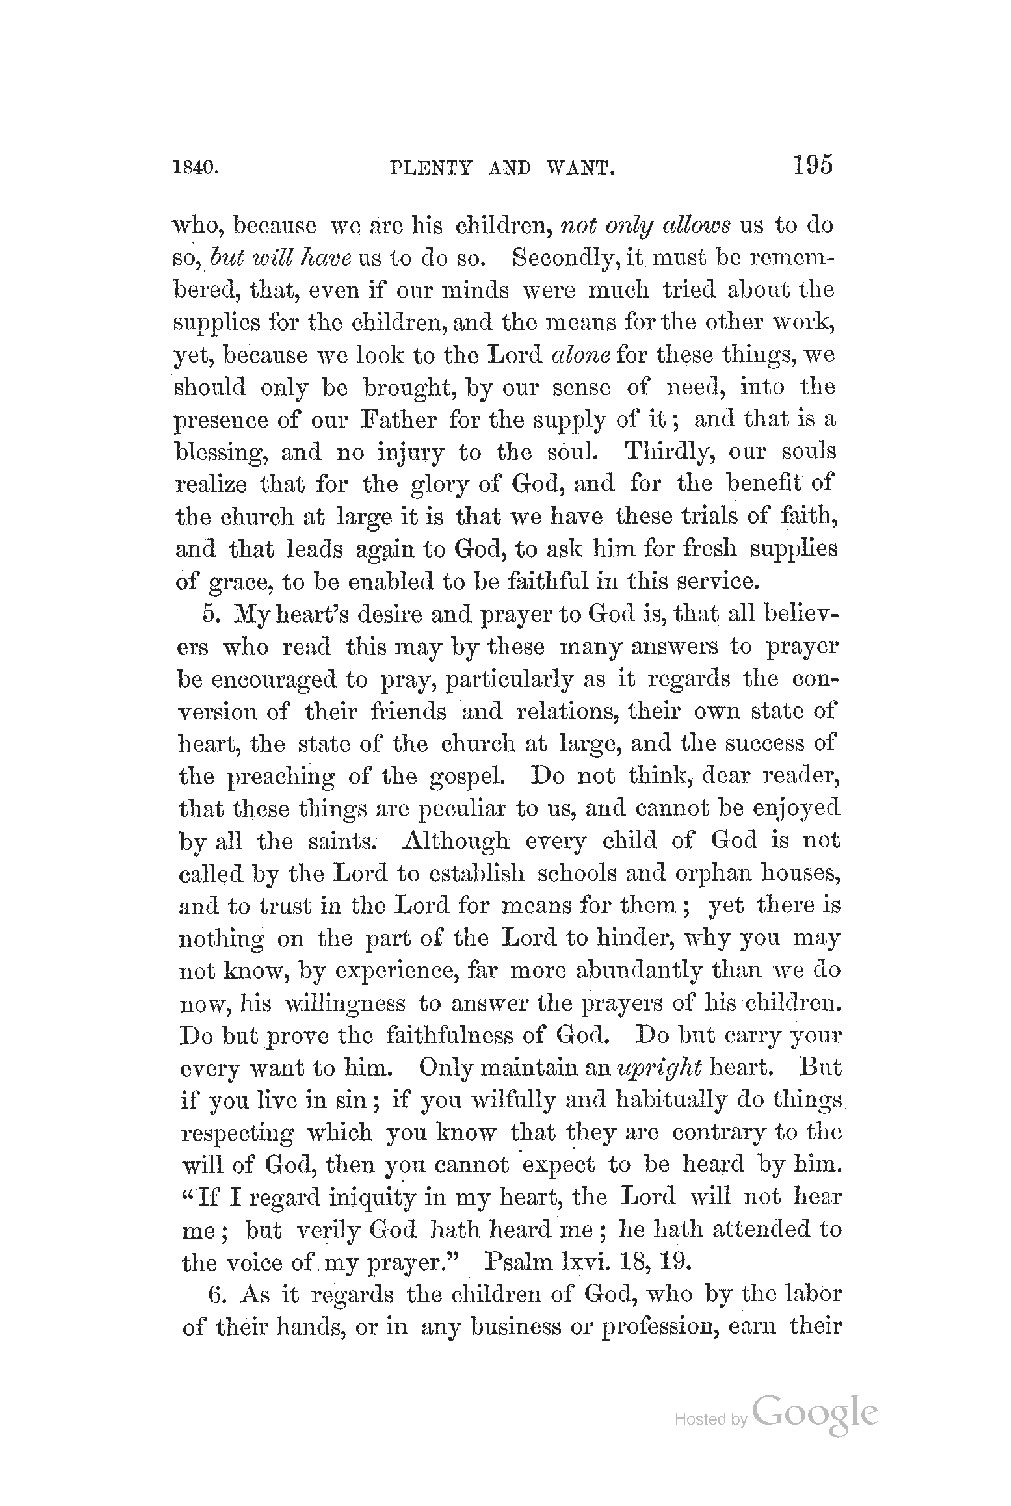 1840. PLENTY AND WANT. 195
who, because we are his children, not only allows us to do
so, but will have us to do so. Secondly, it must be remem-
bered, that, even if our minds were much tried about the
supplies for the children, and the means for the other work,
yet, because we look to the Lord alone for these things, we
should only be brought, by our sense of need, into the
presence of our Father for the supply of it; and that is a
blessing, and no injury to the soul. Thirdly, our souls
realize that for the glory of God, and for the benefit of
the church at large it is that we have these trials of faith,
and that leads again to God, to ask him for fresh supplies
of grace, to be enabled to be faithful in this service.
5. My heart's desire and prayer to God is, that all believ-
ers who read this may by these many answers to prayer
be encouraged to pray, particularly as it regards the con-
version of their friends and relations, their own state of
heart, the state of the church at large, and the success of
the preaching of the gospel. Do not think, dear reader,
that these things are peculiar to us, and cannot be enjoyed
by all the saints. Although every child of God is not
called by the Lord to establish schools and orphan houses,
and to trust in the Lord for means for them; yet there is
nothing on the part of the Lord to hinder, why you may
not know, by experience, far more abundantly than we do
now, his willingness to answer the prayers of his children.
Do but prove the faithfulness of God. Do but carry your
every want to him. Only maintain an upright heart. But
if you live in sin; if you wilfully and habitually do things
respecting which you know that they are contrary to the
will of God, then you cannot expect to be heard by him.
"If I regard iniquity in my heart, the Lord will not hear
me; but verily God hath heard me; he hath attended to
the voice of my prayer." Psalm lxvi. 18, 19.
6. As it regards the children of God, who by the labor
of their hands, or in any business or profession, earn their
Hosted by Google